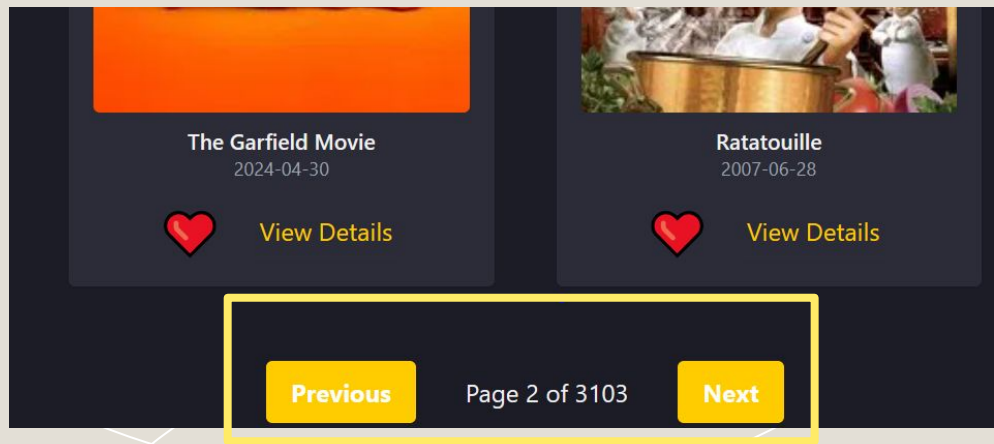 The Garfield Movie
2024-04-30
View Details
Ratatouille
2007-06-28
View Details
Previous
Page 2 of 3103
Next